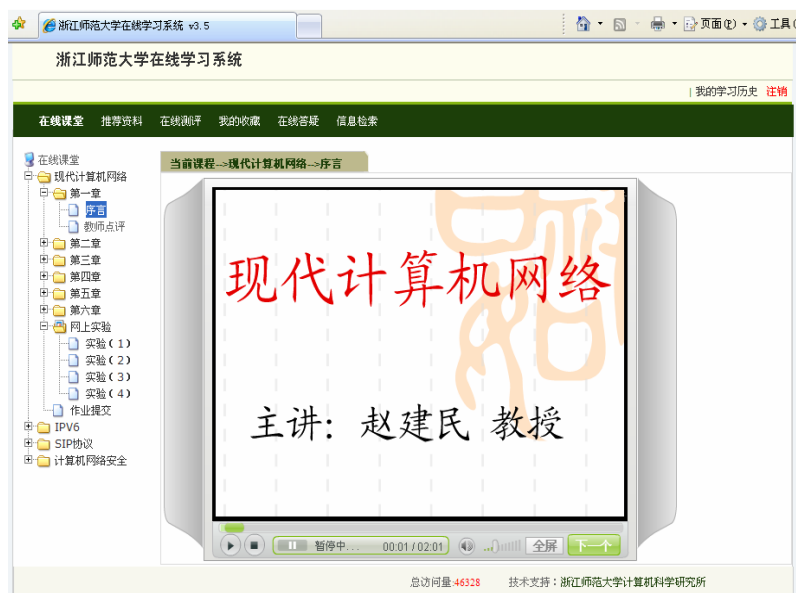 浙江师范大学在线学习系统 v3.5
页面(P) 工具(
浙江师范大学在线学习系统
| 我的学习历史 注销
在线课堂 推荐资料 在线测评 我的收藏 在线答疑 信息检索
在线课堂
现代计算机网络
第一章
序言
教师点评
第二章
第三章
第四章
第五章
第六章
网上实验
实验(1)
实验(2)
实验(3)
实验(4)
作业提交
IPV6
SIP协议
计算机网络安全
当前课程-->现代计算机网络-->序言
现代计算机网络
主讲: 赵建民 教授
暂停中... 00:01 / 02:01 全屏 下一个
总访问量:46328 技术支持:浙江师范大学计算机科学研究所